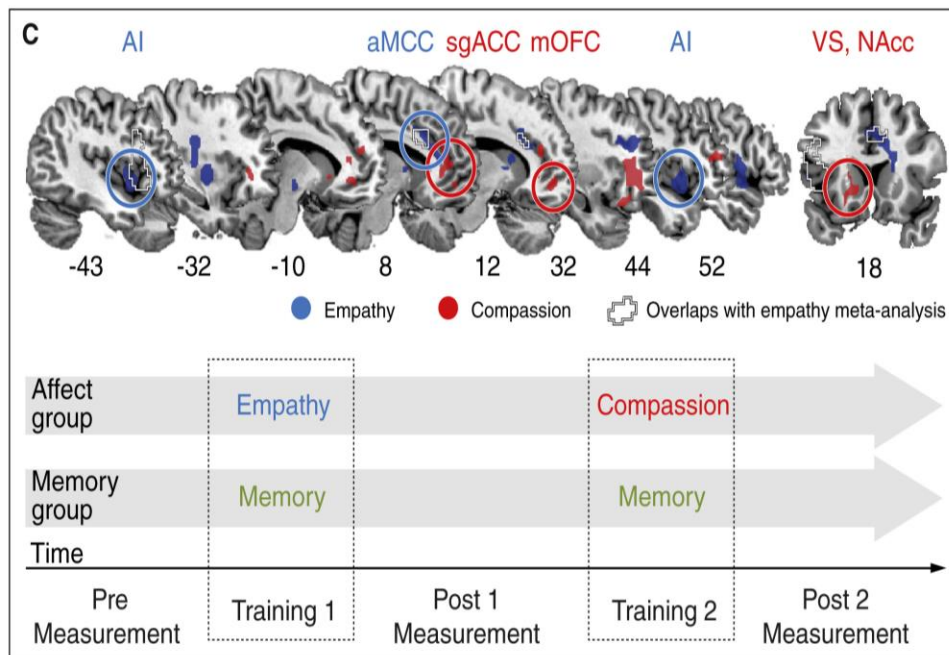 C
AI aMCC sgACC mOFC AI VS, NAcc
-43 -32 -10 8 12 32 44 52 18
Empathy Compassion Overlaps with empathy meta-analysis
Affect
group
Empathy Compassion
Memory
group
Memory Memory
Time
Pre
Measurement
Training 1
Post 1
Measurement
Training 2
Post 2
Measurement